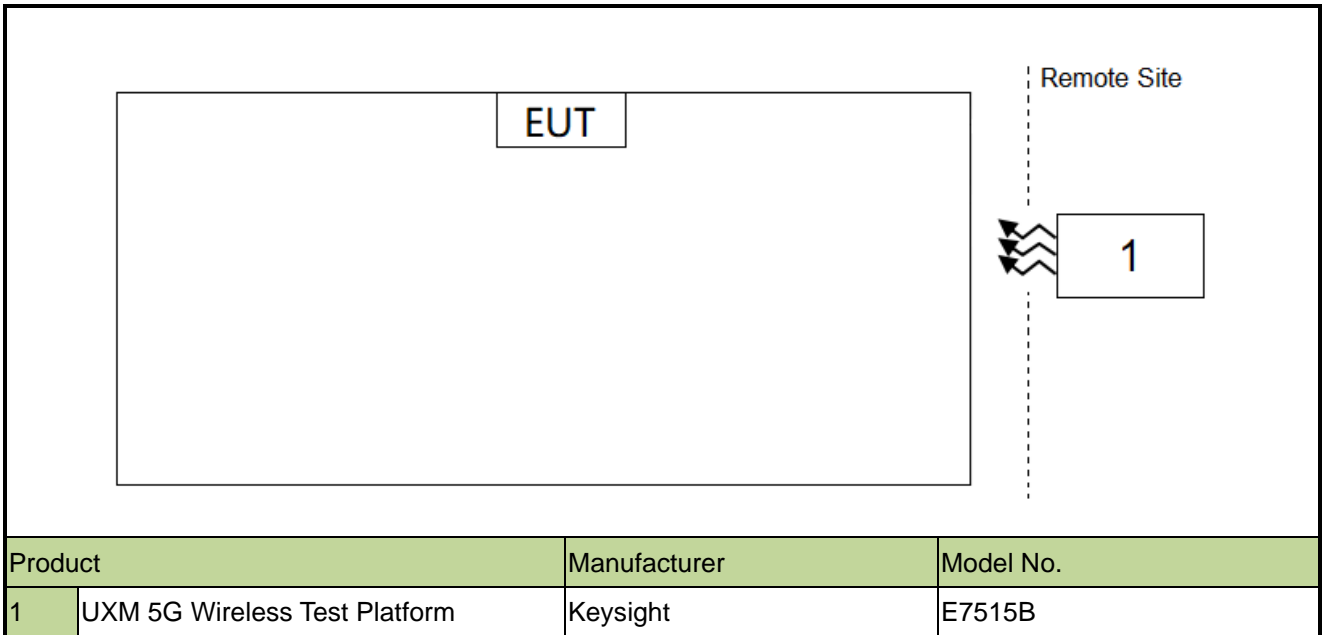 Remote Site
EUT
1
Product Manufacturer Model No.
1 UXM 5G Wireless Test Platform Keysight E7515B